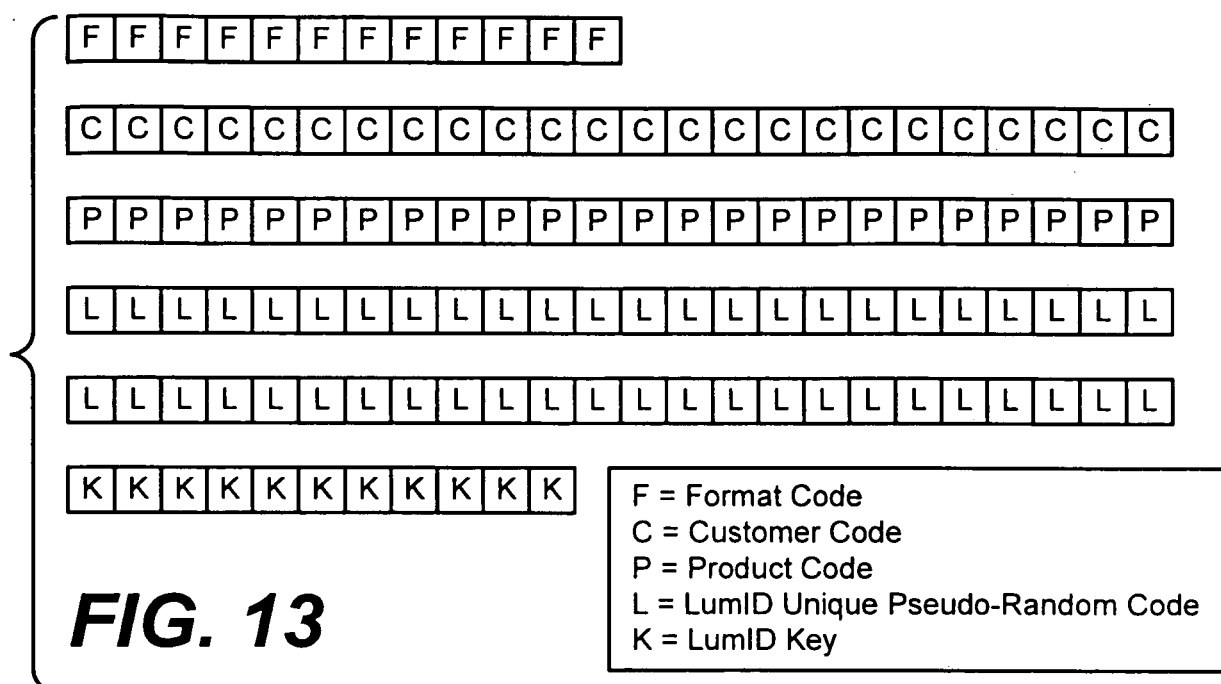 F F F F F F F F F F F F
C C C C C C C C C C C C C C C C C C C C C C C C
P P P P P P P P P P P P P P P P P P P P P P P P
L L L L L L L L L L L L L L L L L L L L L L L L
L L L L L L L L L L L L L L L L L L L L L L L L
K K K K K K K K K K K
F = Format Code
C = Customer Code
P = Product Code
L = LumID Unique Pseudo-Random Code
K = LumID Key
FIG. 13